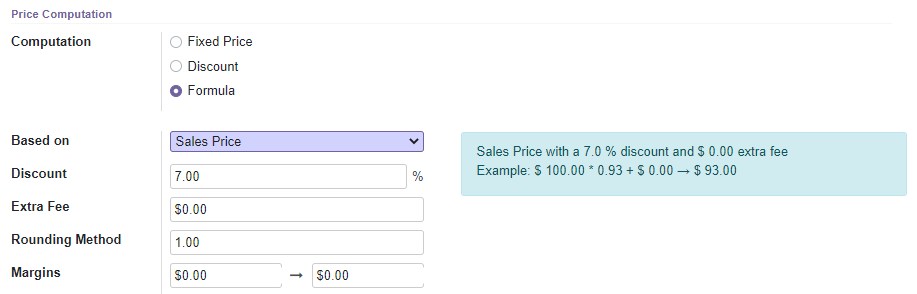 Price Computation
Computation
Fixed Price
Discount
Formula
Based on
Sales Price
Discount
7.00
%
Extra Fee
$0.00
Rounding Method
1.00
Margins
$0.00 → $0.00
Sales Price with a 7.0 % discount and $ 0.00 extra fee
Example: $ 100.00 * 0.93 + $ 0.00 → $ 93.00